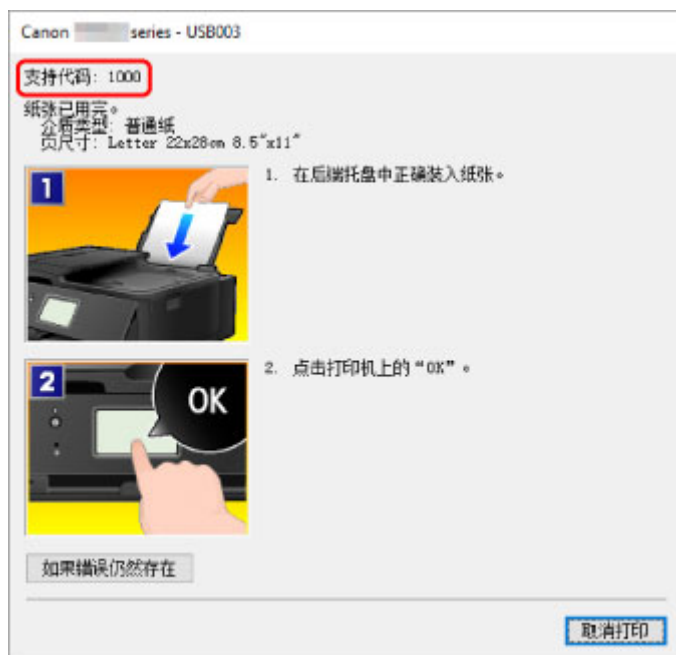 Canon series - USB003
支持代码: 1000
纸张已用完。
介质类型: 普通纸
页尺寸: Letter 22x28cm 8.5"x11"
1
1. 在后端托盘中正确装入纸张。
2
OK
2. 点击打印机上的“OK”。
如果错误仍然存在
取消打印